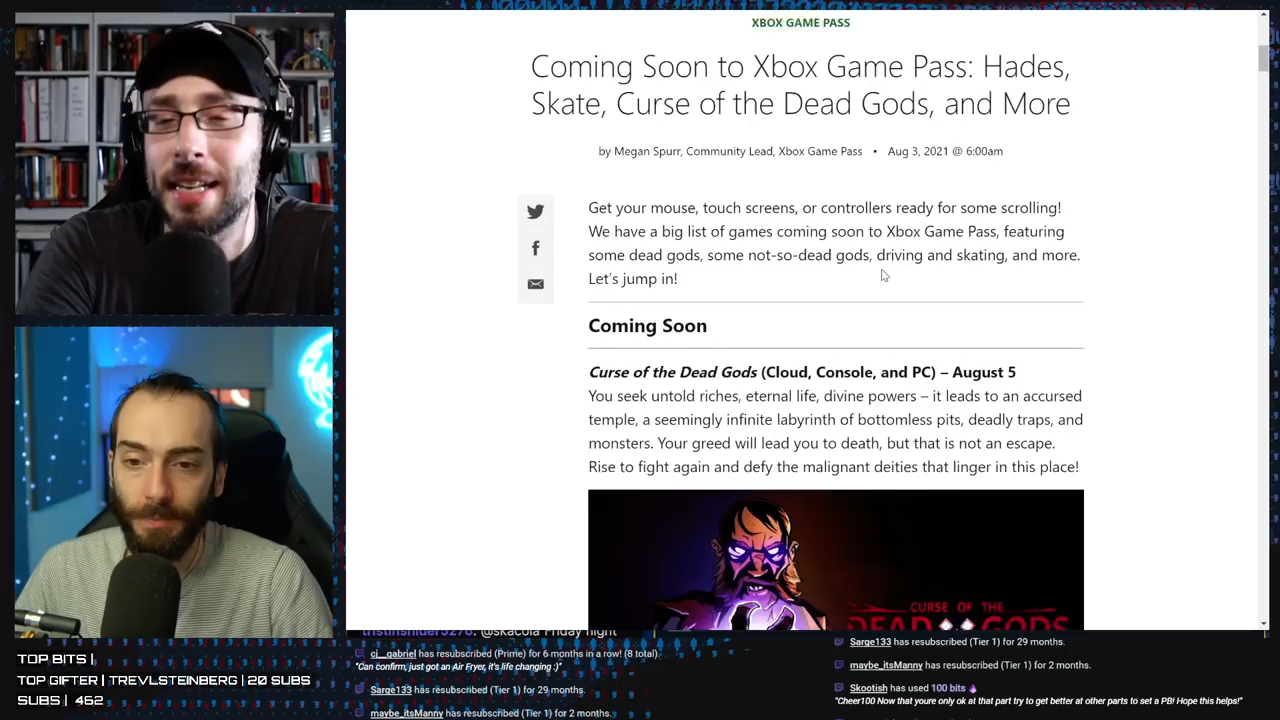 XBOX GAME PASS
Coming Soon to Xbox Game Pass: Hades,
Skate, Curse of the Dead Gods, and More
by Megan Spurr, Community Lead, Xbox Game Pass • Aug 3, 2021 @ 6:00am
Get your mouse, touch screens, or controllers ready for some scrolling!
We have a big list of games coming soon to Xbox Game Pass, featuring
some dead gods, some not-so-dead gods, driving and skating, and more.
Let's jump in!
Coming Soon
Curse of the Dead Gods (Cloud, Console, and PC) – August 5
You seek untold riches, eternal life, divine powers – it leads to an accursed
temple, a seemingly infinite labyrinth of bottomless pits, deadly traps, and
monsters. Your greed will lead you to death, but that is not an escape.
Rise to fight again and defy the malignant deities that linger in this place!
CURSE OF THE
DEAD GODS
@skacola Friday night
ci__gabriel has resubscribed (Prime) for 6 months in a row! (8 total).
"Can confirm, just got an Air Fryer, it's life changing :)"
Sarge133 has resubscribed (Tier 1) for 29 months.
maybe_itsManny has resubscribed (Tier 1) for 2 months.
Sarge133 has resubscribed (Tier 1) for 29 months.
maybe_itsManny has resubscribed (Tier 1) for 2 months.
Skootish has used 100 bits
"Cheer100 Now that youre only ok at that part try to get better at other parts to set a PB! Hope this helps!"
TOP BITS |
TOP GIFTER | TREVLSTEINBERG | 20 SUBS
SUBS | 462